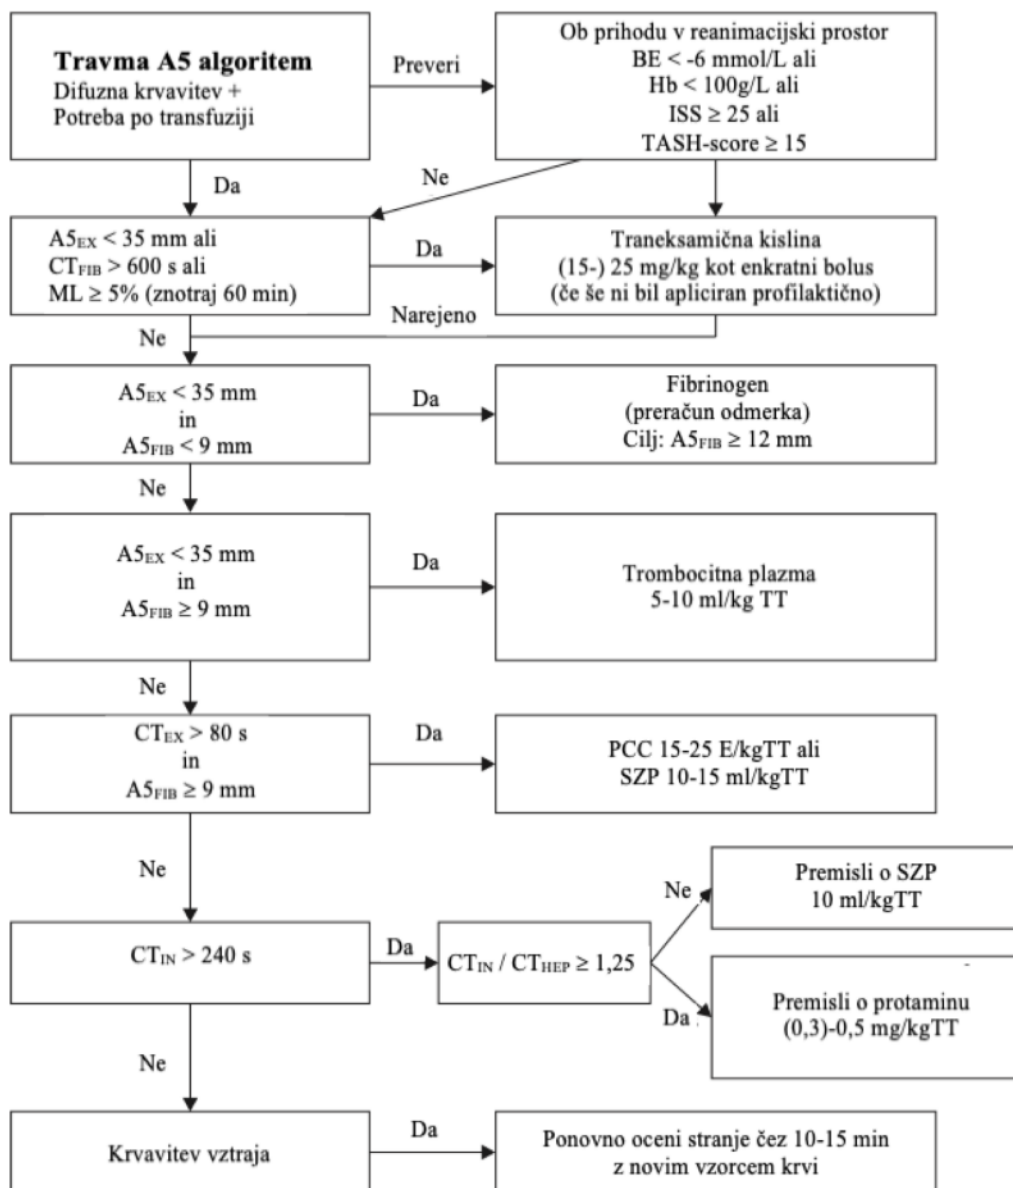 Travma A5 algoritem
Difuzna krvavitev +
Potreba po transfuziji
Preveri
Ob prihodu v reanimacijski prostor
BE < -6 mmol/L ali
Hb < 100g/L ali
ISS ≥ 25 ali
TASH-score ≥ 15
Da
Ne
A5EX < 35 mm ali
CTFIB > 600 s ali
ML ≥ 5% (znotraj 60 min)
Da
Traneksamična kislina
(15-) 25 mg/kg kot enkratni bolus
(če še ni bil apliciran profilaktično)
Ne
Narejeno
A5EX < 35 mm
in
A5FIB < 9 mm
Da
Fibrinogen
(preračun odmerka)
Cilj: A5FIB ≥ 12 mm
Ne
A5EX < 35 mm
in
A5FIB ≥ 9 mm
Da
Trombocitna plazma
5-10 ml/kg TT
Ne
CTEX > 80 s
in
A5FIB ≥ 9 mm
Da
PCC 15-25 E/kgTT ali
SZP 10-15 ml/kgTT
Ne
CTIN > 240 s
Da
CTIN / CTHEP ≥ 1,25
Ne
Premisli o SZP
10 ml/kgTT
Da
Premisli o protaminu
(0,3)-0,5 mg/kgTT
Ne
Krvavitev vztraja
Da
Ponovno oceni stanje čez 10-15 min
z novim vzorcem krvi